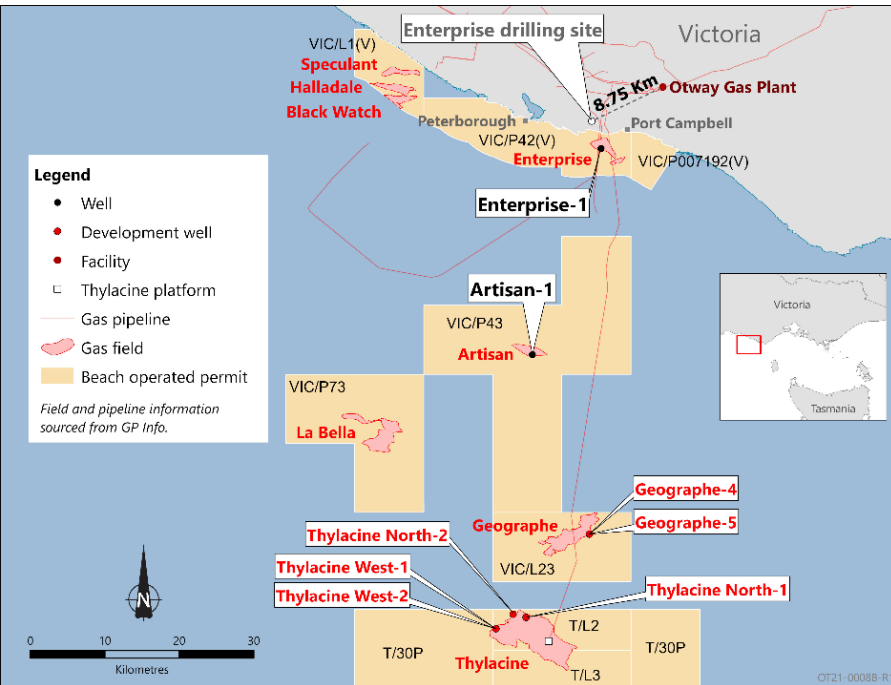 Enterprise drilling site
Victoria
VIC/L1(V)
Speculant
Halladale
Black Watch
8.75 Km
Otway Gas Plant
Peterborough
Port Campbell
VIC/P42(V)
Enterprise
VIC/P007192(V)
Enterprise-1
Legend
Well
Development well
Facility
Thylacine platform
Gas pipeline
Gas field
Beach operated permit
Field and pipeline information
sourced from GP Info.
Artisan-1
VIC/P43
Artisan
Victoria
Tasmania
VIC/P73
La Bella
Geographe-4
Geographe
Geographe-5
Thylacine North-2
VIC/L23
Thylacine West-1
Thylacine West-2
Thylacine North-1
N
T/L2
T/30P
Thylacine
T/30P
T/L3
0 10 20 30
Kilometres
OT21-0008B-R